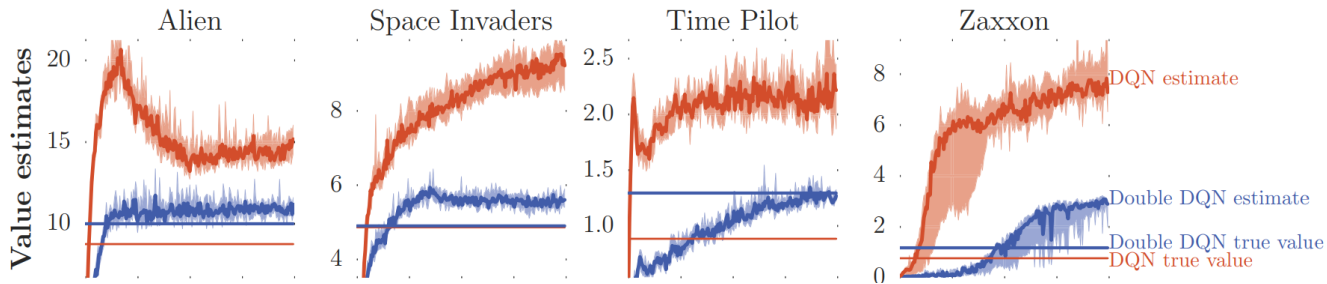 Alien
Space Invaders
Time Pilot
Zaxxon
Value estimates
20
15
10
8
6
4
2.5
2.0
1.5
1.0
8
6
4
2
0
DQN estimate
Double DQN estimate
Double DQN true value
DQN true value